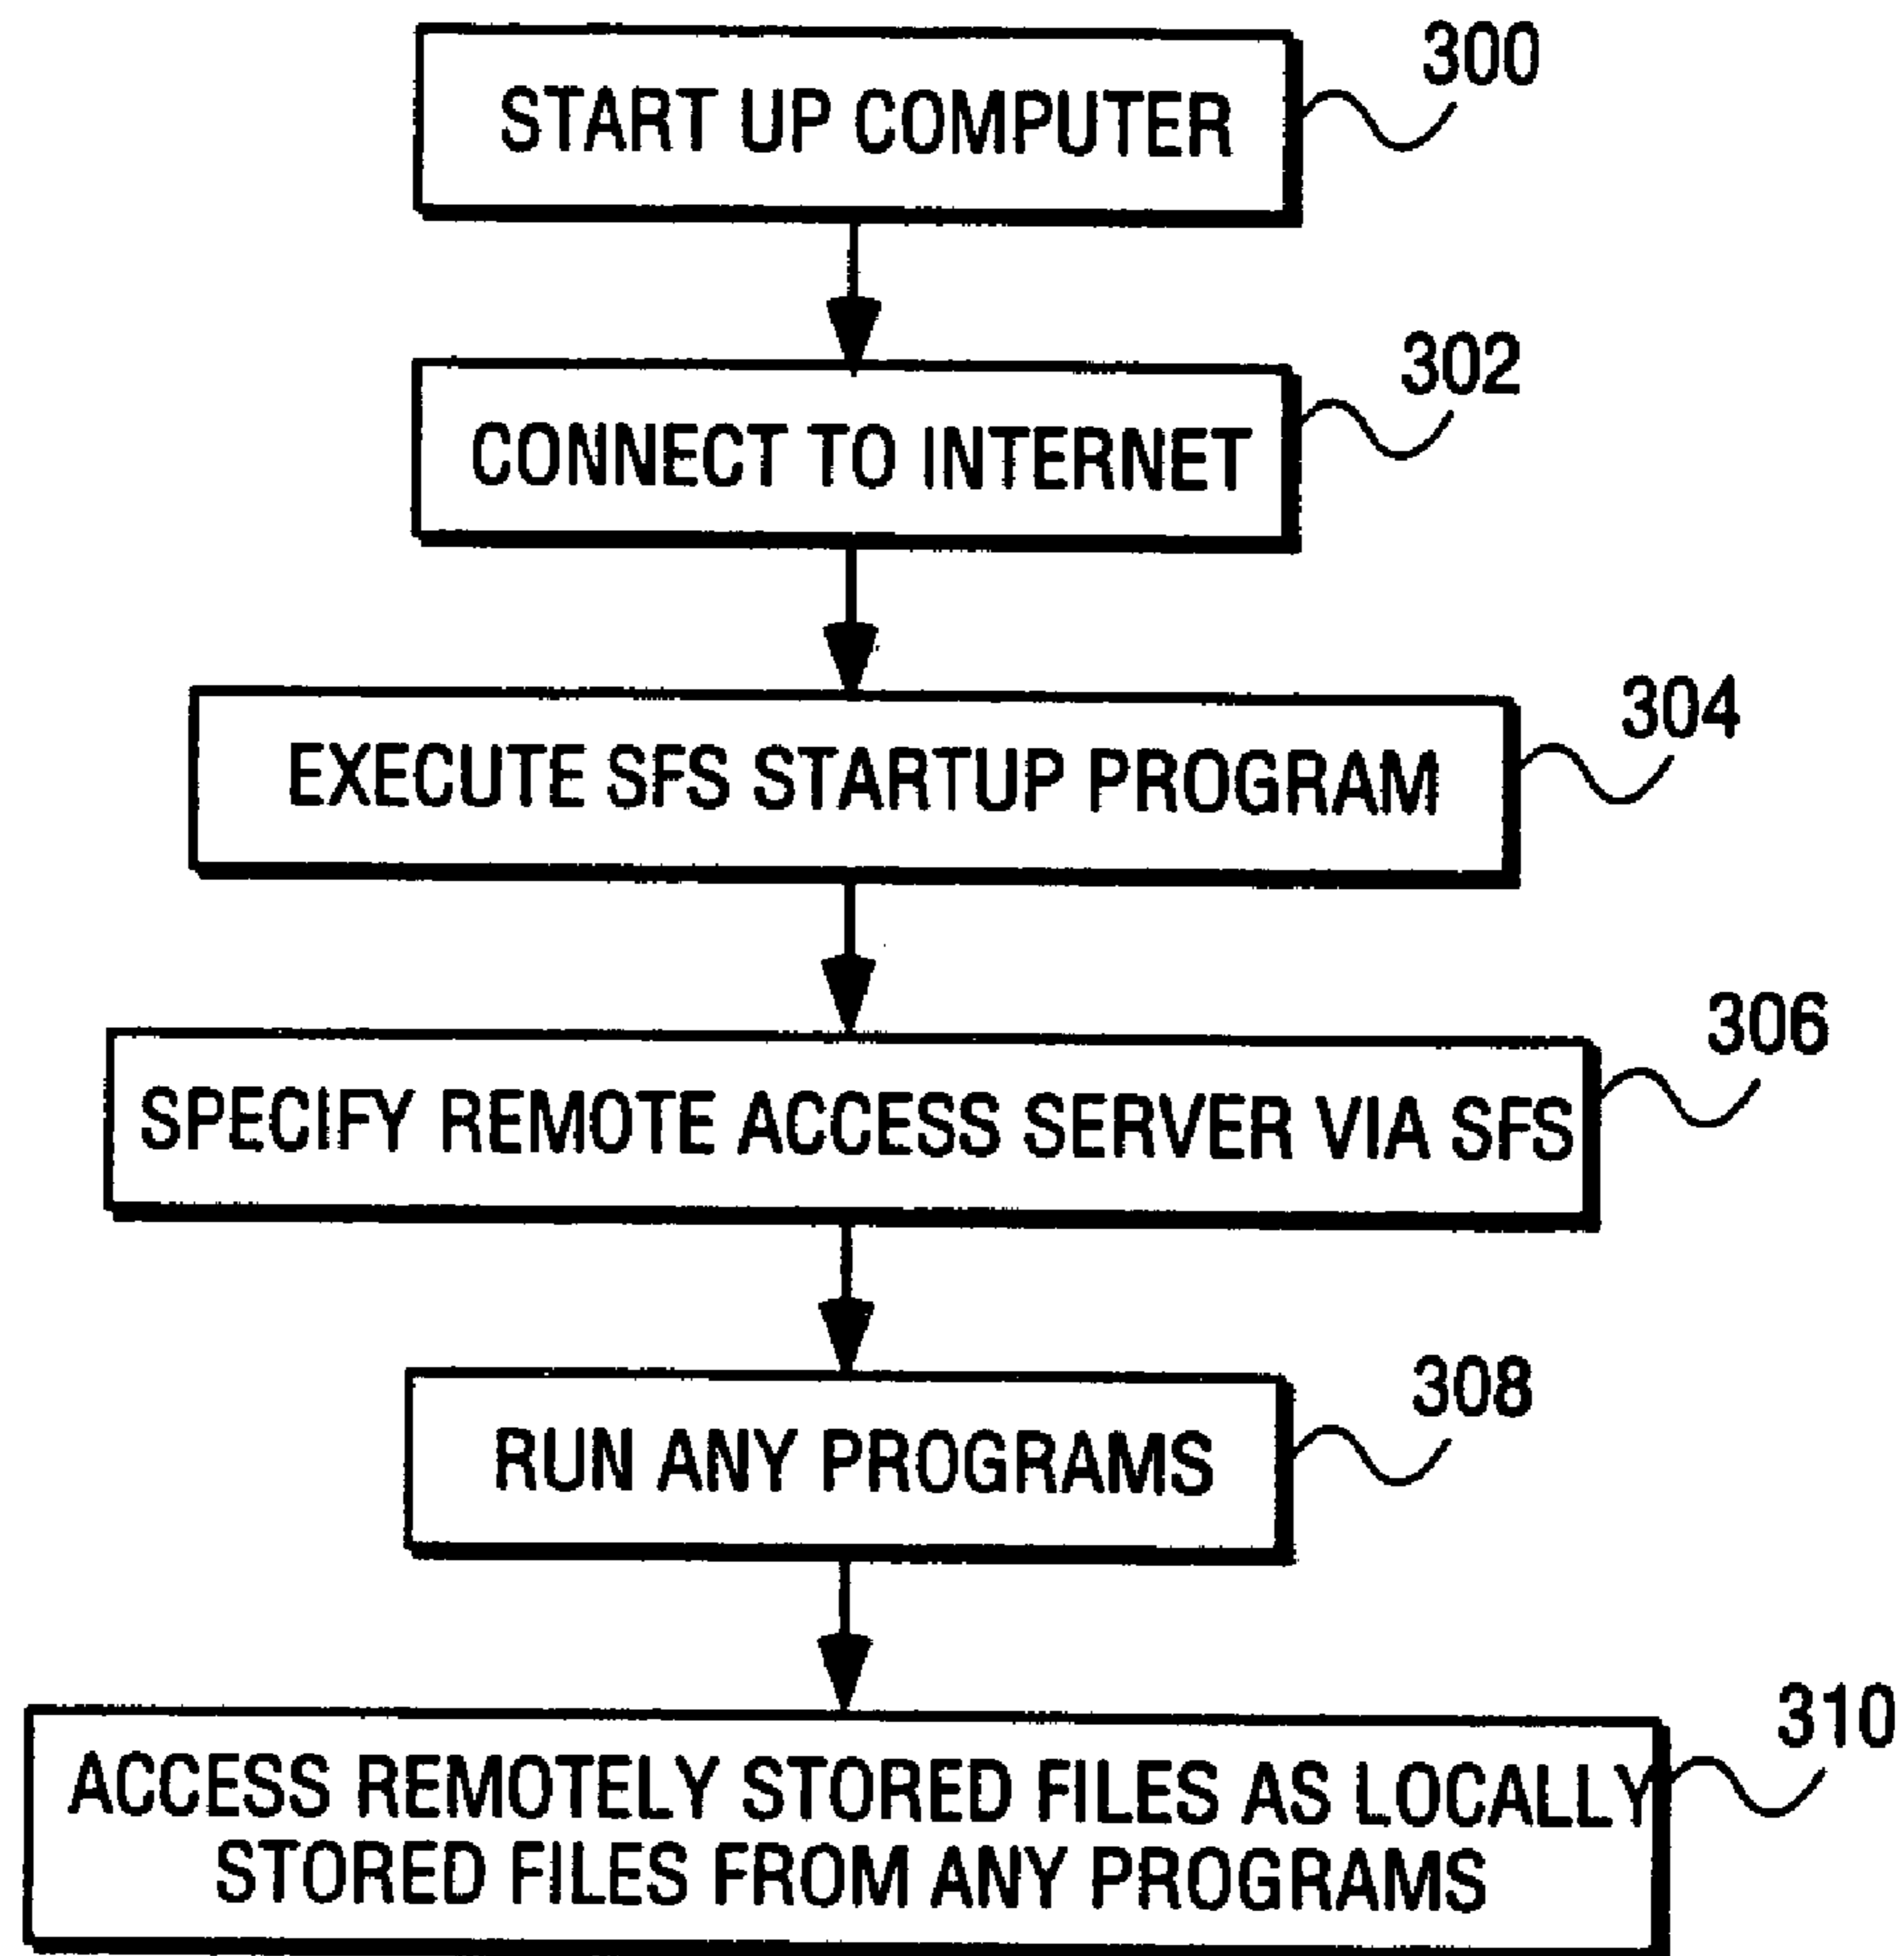 300
START UP COMPUTER
302
CONNECT TO INTERNET
304
EXECUTE SFS STARTUP PROGRAM
306
SPECIFY REMOTE ACCESS SERVER VIA SFS
308
RUN ANY PROGRAMS
310
ACCESS REMOTELY STORED FILES AS LOCALLY
STORED FILES FROM ANY PROGRAMS